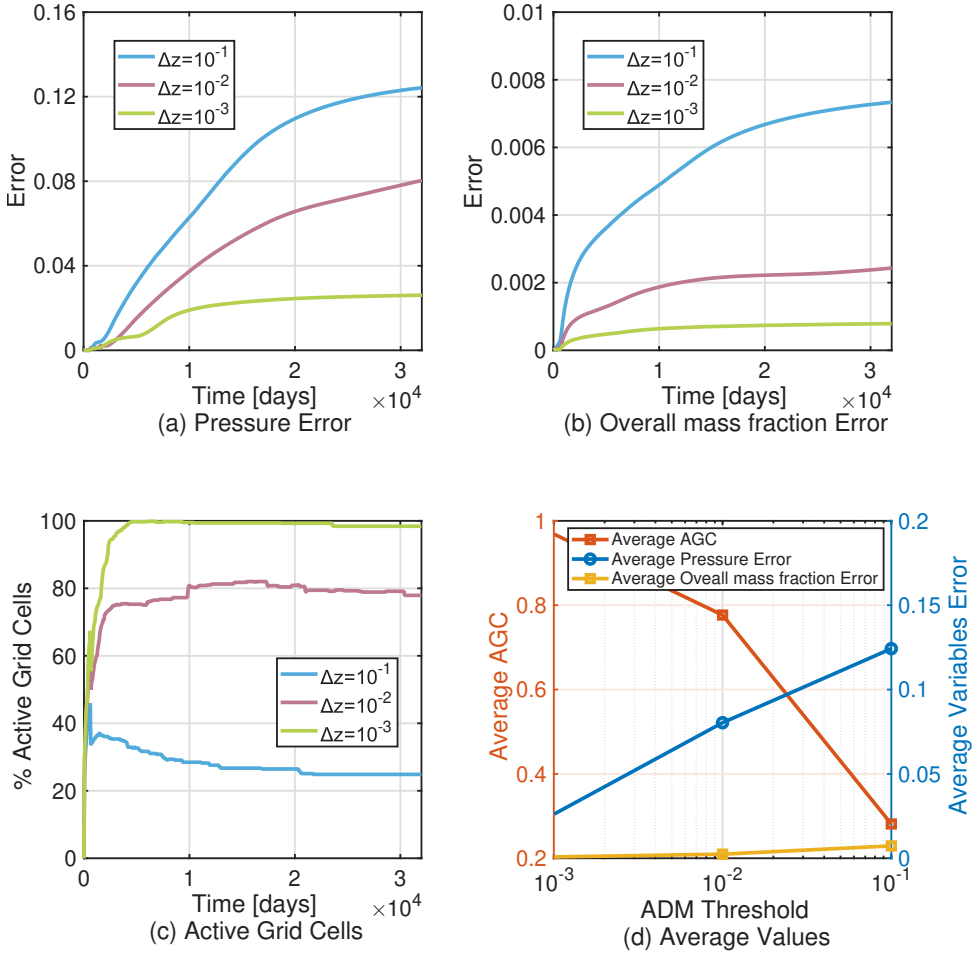 0.16
0.12
0.08
0.04
0
Error
Δz=10⁻¹
Δz=10⁻²
Δz=10⁻³
0 1 2 3
Time [days]
×10⁴
(a) Pressure Error
0.01
0.008
0.006
0.004
0.002
0.00
Error
Δz=10⁻¹
Δz=10⁻²
Δz=10⁻³
0 1 2 3
Time [days]
×10⁴
(b) Overall mass fraction Error
100
80
60
40
20
0
% Active Grid Cells
Δz=10⁻¹
Δz=10⁻²
Δz=10⁻³
0 1 2 3
Time [days]
×10⁴
(c) Active Grid Cells
1
0.8
0.6
0.4
0.2
Average AGC
Average AGC
Average Pressure Error
Average Oveall mass fraction Error
0.2
0.15
0.1
0.05
0
Average Variables Error
10⁻³ 10⁻² 10⁻¹
ADM Threshold
(d) Average Values